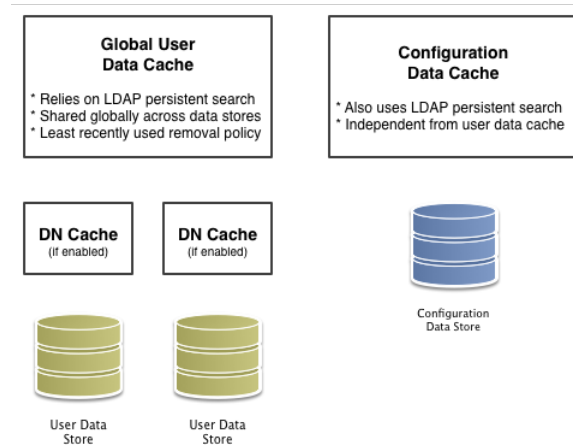 Global User
Data Cache
* Relies on LDAP persistent search
* Shared globally across data stores
* Least recently used removal policy
Configuration
Data Cache
* Also uses LDAP persistent search
* Independent from user data cache
DN Cache
(if enabled)
DN Cache
(if enabled)
Configuration
Data Store
User Data
Store
User Data
Store